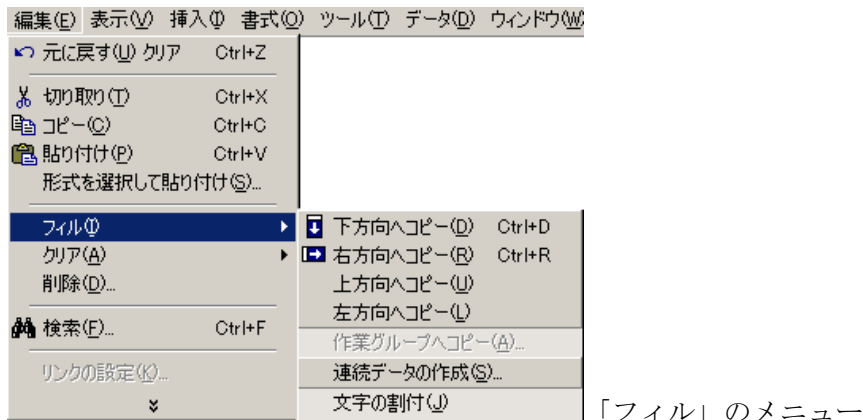 編集(E) 表示(V) 挿入(I) 書式(O) ツール(T) データ(D) ウィンドウ(W
元に戻す(U) クリア Ctrl+Z
切り取り(T) Ctrl+X
コピー(C) Ctrl+C
貼り付け(P) Ctrl+V
形式を選択して貼り付け(S)...
フィル(I)
クリア(A)
削除(D)...
検索(F)... Ctrl+F
リンクの設定(K)...
下方向へコピー(D) Ctrl+D
右方向へコピー(R) Ctrl+R
上方向へコピー(U)
左方向へコピー(L)
作業グループへコピー(A)...
連続データの作成(S)...
文字の割付(J)
「フィル」のメニュー